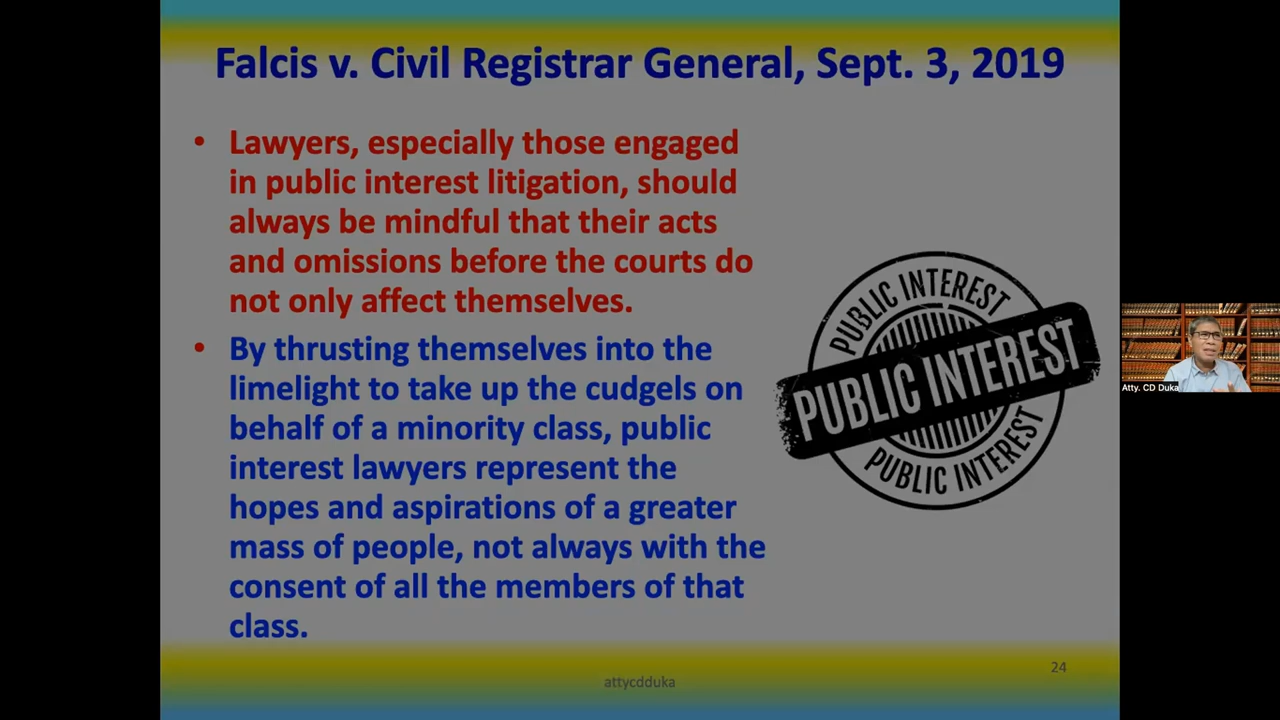 Falcis v. Civil Registrar General, Sept. 3, 2019
• Lawyers, especially those engaged
in public interest litigation, should
always be mindful that their acts
and omissions before the courts do
not only affect themselves.
• By thrusting themselves into the
limelight to take up the cudgels on
behalf of a minority class, public
interest lawyers represent the
hopes and aspirations of a greater
mass of people, not always with the
consent of all the members of that
class.
PUBLIC INTEREST
PUBLIC INTEREST
PUBLIC INTEREST
Atty. CD Duka
24
attycdduka